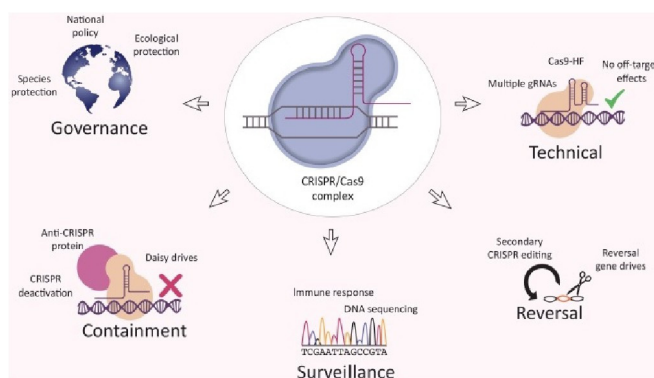 National
policy
Ecological
protection
Species
protection
Governance
CRISPR/Cas9
complex
Cas9-HF
No off-target
effects
Multiple gRNAs
Technical
Anti-CRISPR
protein
Daisy drives
CRISPR
deactivation
Containment
Immune response
DNA sequencing
TCGAATTAGCCGTA
Surveillance
Secondary
CRISPR editing
Reversal
gene drives
Reversal